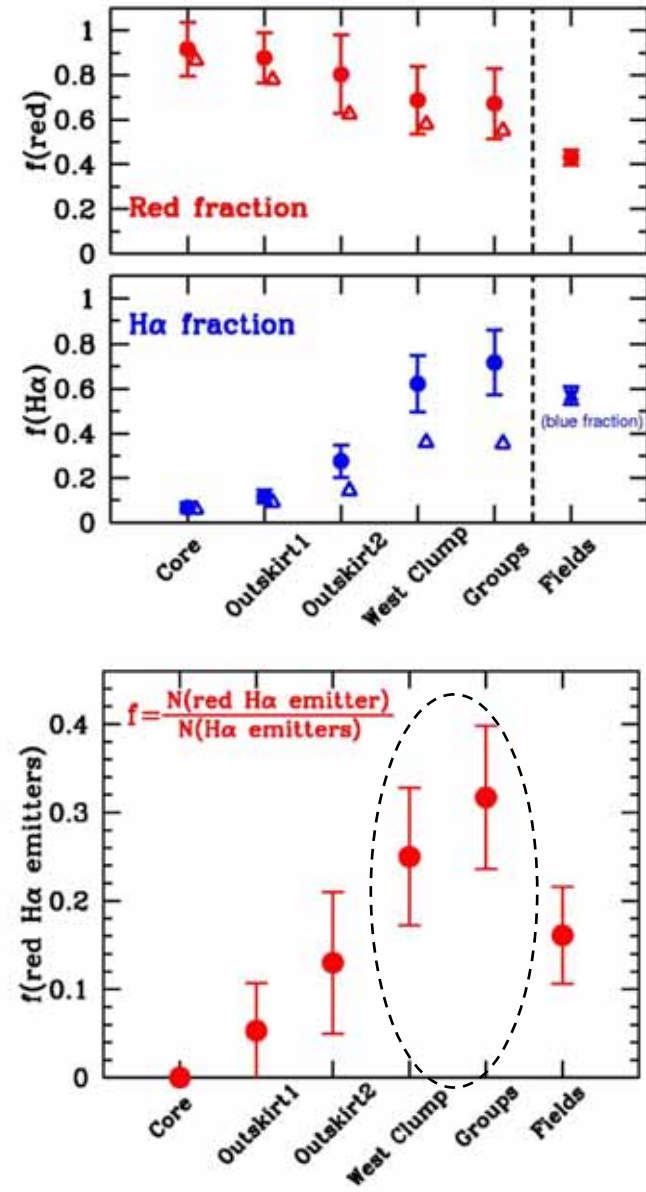 1
0.8
0.6
0.4
0.2
0
f(red)
Red fraction
1
0.8
0.6
0.4
0.2
0
f(Hα)
Hα fraction
(blue fraction)
Core
Outskirt1
Outskirt2
West Clump
Groups
Fields
f(red Hα emitters)
0.4
0.3
0.2
0.1
0
f=N(red Hα emitter)
N(Hα emitters)
Core
Outskirt1
Outskirt2
West Clump
Groups
Fields